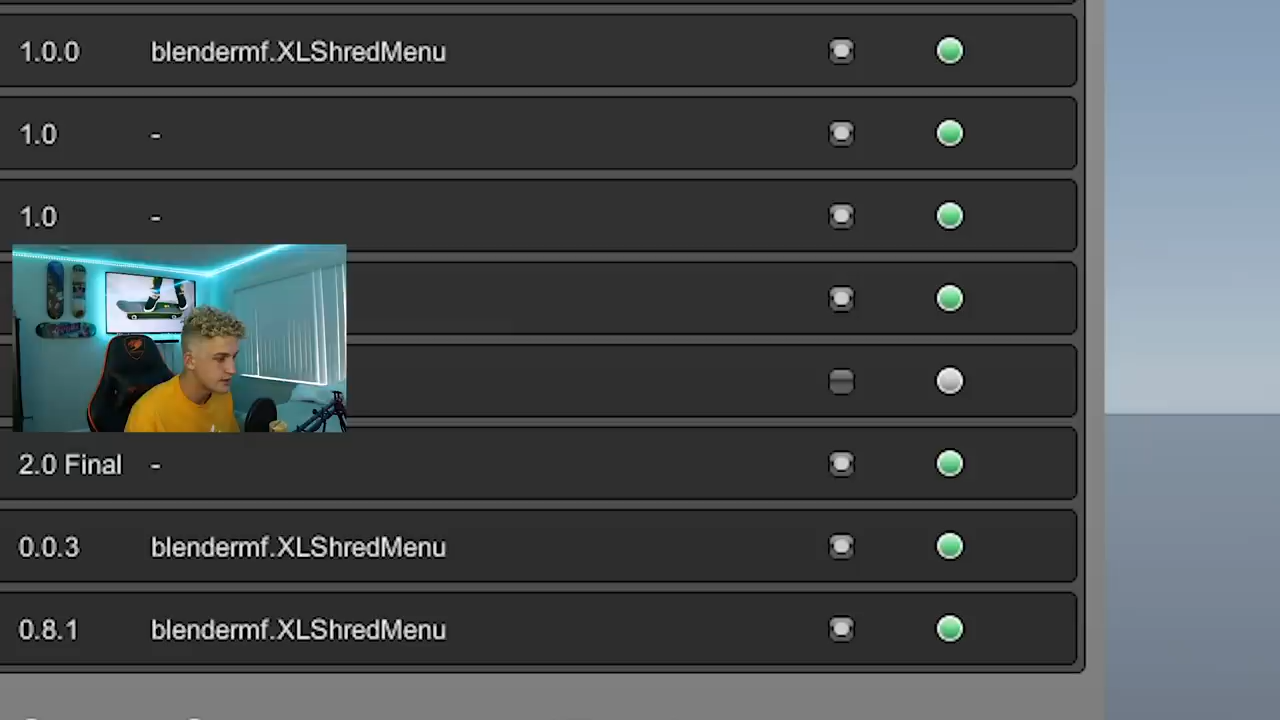 1.0.0 blendermf.XLShredMenu
1.0 -
1.0 -
2.0 Final -
0.0.3 blendermf.XLShredMenu
0.8.1 blendermf.XLShredMenu